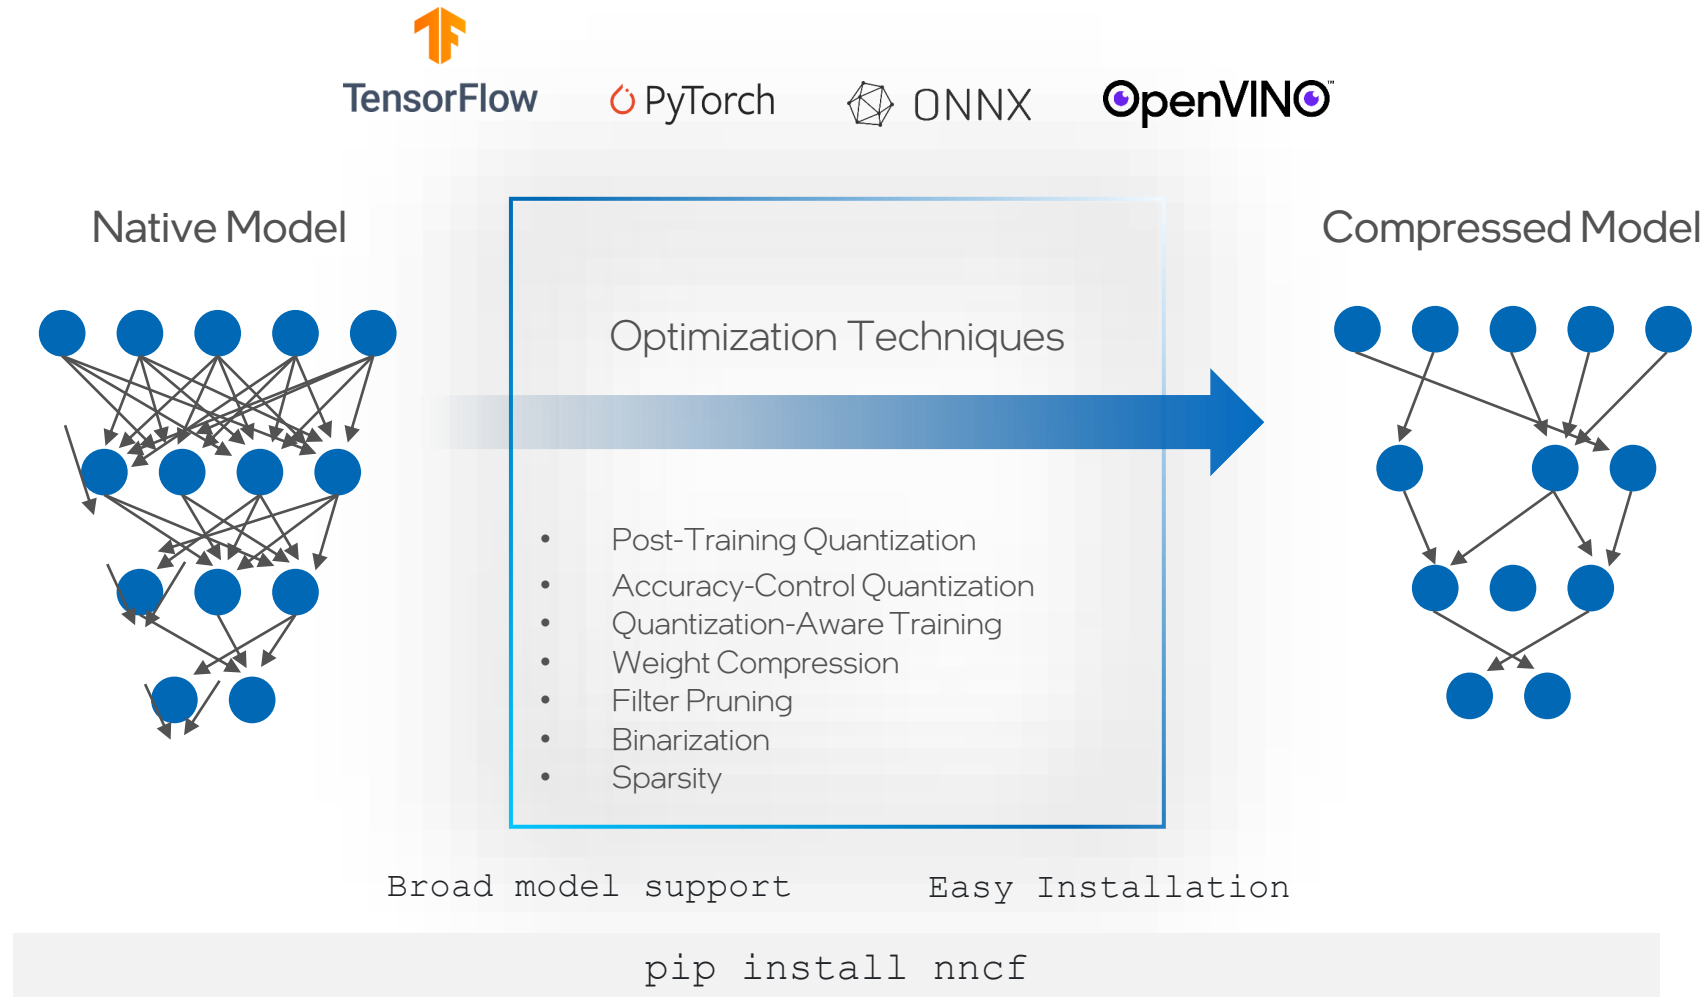 TensorFlow
PyTorch
ONNX
OpenVINO™
Native Model
Compressed Model
Optimization Techniques
• Post-Training Quantization
• Accuracy-Control Quantization
• Quantization-Aware Training
• Weight Compression
• Filter Pruning
• Binarization
• Sparsity
Broad model support
Easy Installation
pip install nncf